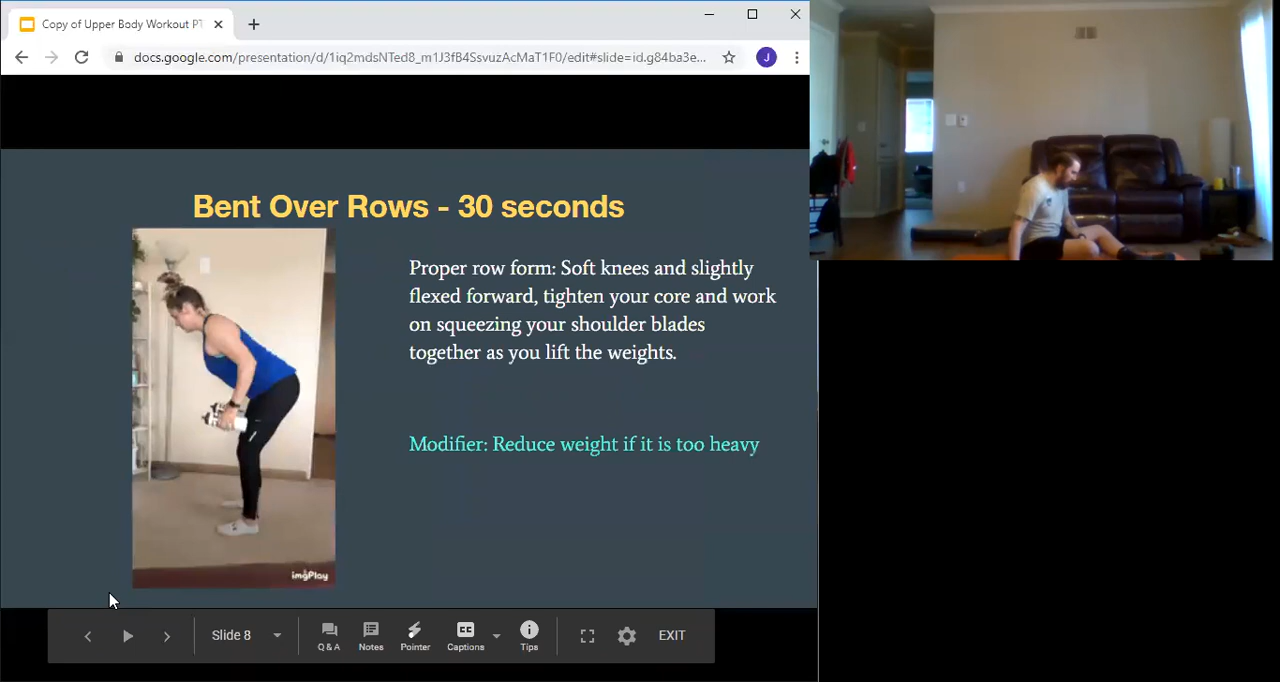 Copy of Upper Body Workout PT
docs.google.com/presentation/d/1iq2mdsNTed8_m1J3fB4SsvuzAcMaT1F0/edit#slide=id.g84ba3e...
J
Bent Over Rows - 30 seconds
Proper row form: Soft knees and slightly
flexed forward, tighten your core and work
on squeezing your shoulder blades
together as you lift the weights.
Modifier: Reduce weight if it is too heavy
imgPlay
Slide 8
Q & A
Notes
Pointer
CC
Captions
Tips
EXIT